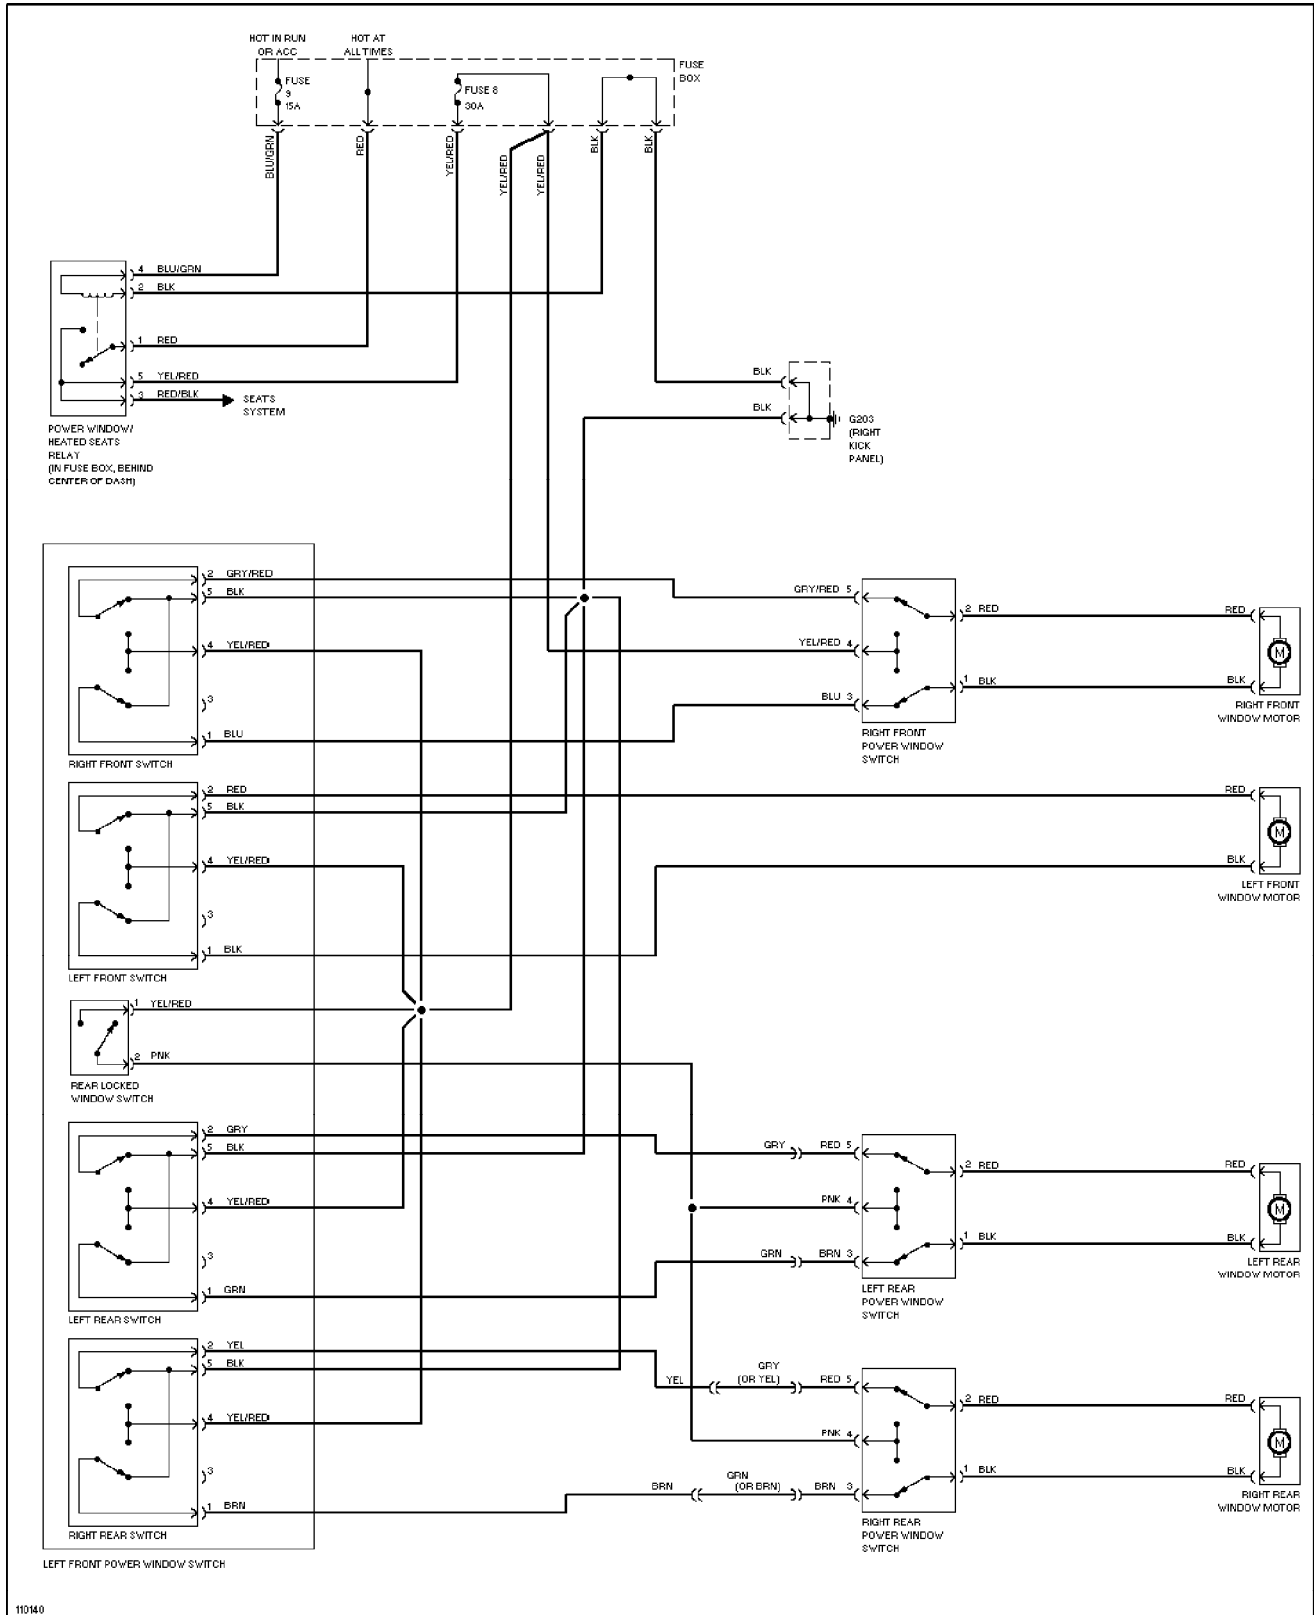 HOT IN RUN
OR ACC
HOT AT
ALL TIMES
FUSE
9
15A
FUSE 8
30A
FUSE
BOX
BLU/GRN
RED
YEL/RED
YEL/RED
YEL/RED
BLK
BLK
4 BLU/GRN
2 BLK
1 RED
5 YEL/RED
3 RED/BLK
SEATS
SYSTEM
POWER WINDOW/
HEATED SEATS
RELAY
(IN FUSE BOX, BEHIND
CENTER OF DASH)
BLK
BLK
G203
(RIGHT
KICK
PANEL)
2 GRY/RED
5 BLK
4 YEL/RED
3
1 BLU
RIGHT FRONT SWITCH
GRY/RED 5
YEL/RED 4
BLU 3
2 RED
1 BLK
RIGHT FRONT
POWER WINDOW
SWITCH
RED
M
BLK
RIGHT FRONT
WINDOW MOTOR
2 RED
5 BLK
4 YEL/RED
3
1 BLK
LEFT FRONT SWITCH
RED
M
BLK
LEFT FRONT
WINDOW MOTOR
1 YEL/RED
2 PNK
REAR LOCKED
WINDOW SWITCH
2 GRY
5 BLK
4 YEL/RED
3
1 GRN
LEFT REAR SWITCH
GRY
RED 5
PNK 4
GRN
BRN 3
2 RED
1 BLK
LEFT REAR
POWER WINDOW
SWITCH
RED
M
BLK
LEFT REAR
WINDOW MOTOR
2 YEL
5 BLK
4 YEL/RED
3
1 BRN
RIGHT REAR SWITCH
LEFT FRONT POWER WINDOW SWITCH
YEL
GRY
(OR YEL)
RED 5
PNK 4
BRN
GRN
(OR BRN)
BRN 3
2 RED
1 BLK
RIGHT REAR
POWER WINDOW
SWITCH
RED
M
BLK
RIGHT REAR
WINDOW MOTOR
110140